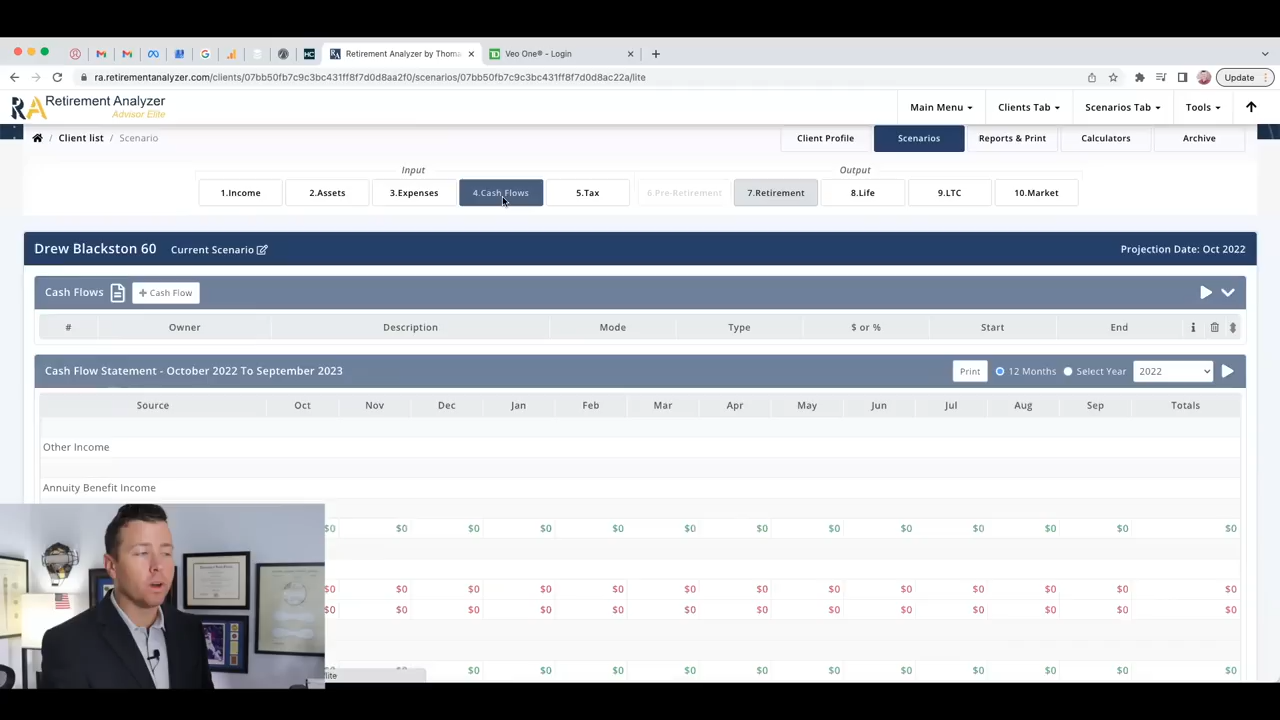 Retirement Analyzer by Thoma
Veo One® - Login
ra.retirementanalyzer.com/clients/07bb50fb7c9c3bc431ff8f7d0d8aa2f0/scenarios/07bb50fb7c9c3bc431ff8f7d0d8ac22a/lite
Update
RA Retirement Analyzer
Advisor Elite
Main Menu Clients Tab Scenarios Tab Tools
Client list / Scenario
Client Profile Scenarios Reports & Print Calculators Archive
Input Output
1.Income 2.Assets 3.Expenses 4.Cash Flows 5.Tax 6.Pre-Retirement 7.Retirement 8.Life 9.LTC 10.Market
Drew Blackston 60 Current Scenario Projection Date: Oct 2022
Cash Flows + Cash Flow
# Owner Description Mode Type $ or % Start End
Cash Flow Statement - October 2022 To September 2023 Print 12 Months Select Year 2022
Source Oct Nov Dec Jan Feb Mar Apr May Jun Jul Aug Sep Totals
Other Income
Annuity Benefit Income
$0 $0 $0 $0 $0 $0 $0 $0 $0 $0 $0 $0 $0
$0 $0 $0 $0 $0 $0 $0 $0 $0 $0 $0 $0 $0
$0 $0 $0 $0 $0 $0 $0 $0 $0 $0 $0 $0 $0
$0 $0 $0 $0 $0 $0 $0 $0 $0 $0 $0 $0 $0
lite